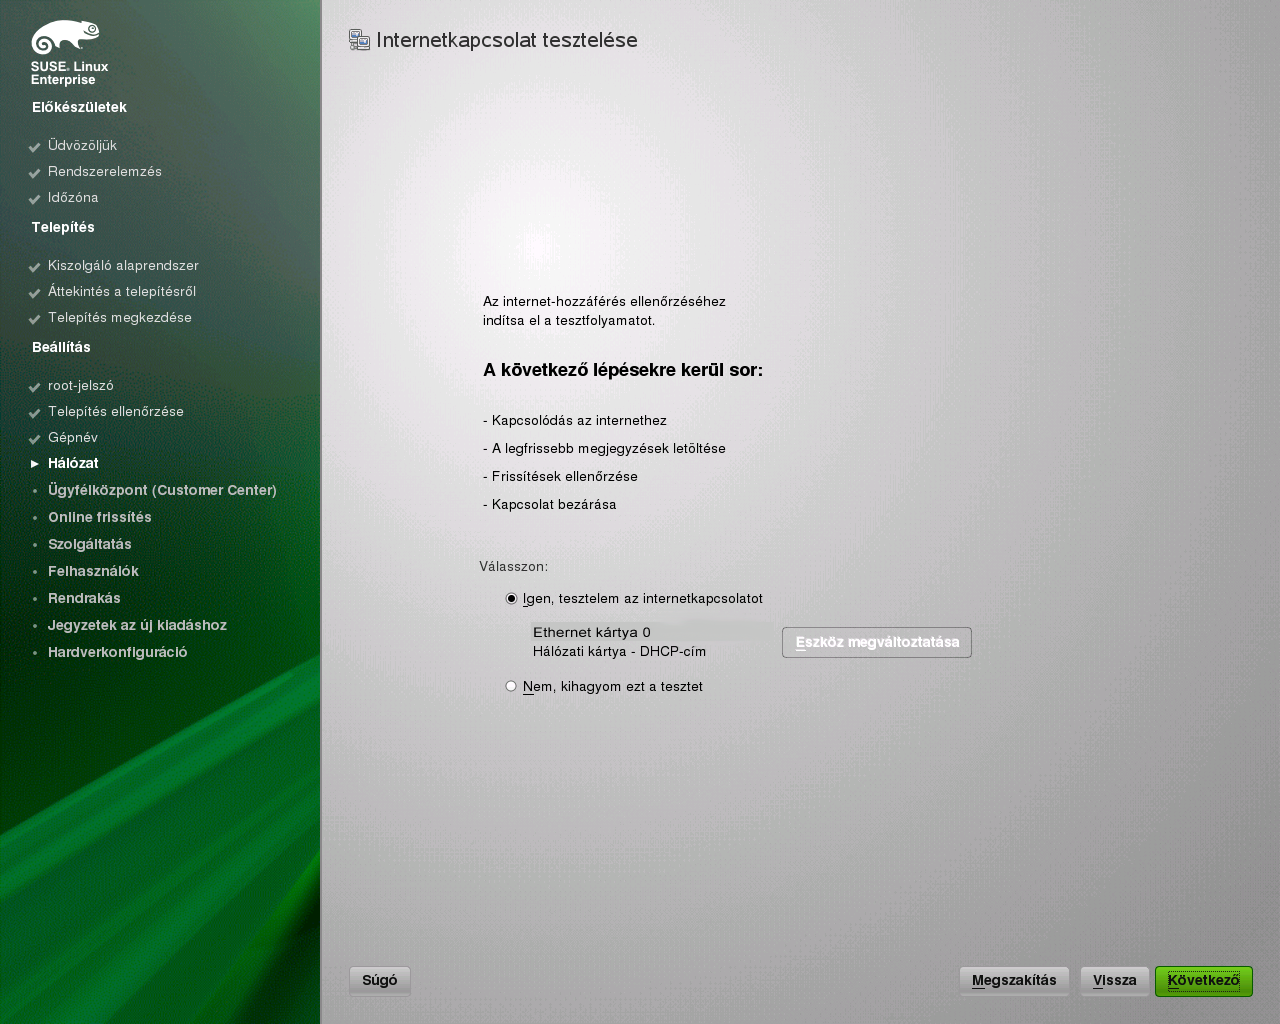 SUSE® Linux
Enterprise
Előkészületek
Üdvözöljük
Rendszerelemzés
Időzóna
Telepítés
Kiszolgáló alaprendszer
Áttekintés a telepítésről
Telepítés megkezdése
Beállítás
root-jelszó
Telepítés ellenőrzése
Gépnév
Hálózat
Ügyfélközpont (Customer Center)
Online frissítés
Szolgáltatás
Felhasználók
Rendrakás
Jegyzetek az új kiadáshoz
Hardverkonfiguráció
Internetkapcsolat tesztelése
Az internet-hozzáférés ellenőrzéséhez
indítsa el a tesztfolyamatot.
A következő lépésekre kerül sor:
- Kapcsolódás az internethez
- A legfrissebb megjegyzések letöltése
- Frissítések ellenőrzése
- Kapcsolat bezárása
Válasszon:
Igen, tesztelem az internetkapcsolatot
Ethernet kártya 0
Hálózati kártya - DHCP-cím
Eszköz megváltoztatása
Nem, kihagyom ezt a tesztet
Súgó
Megszakítás
Vissza
Következő